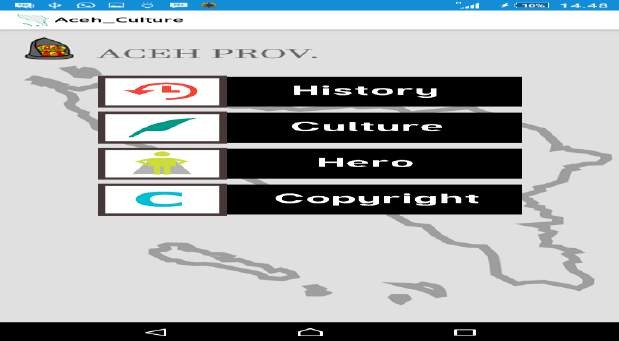 10% 14.48
Aceh_Culture
ACEH PROV.
History
Culture
Hero
C Copyright